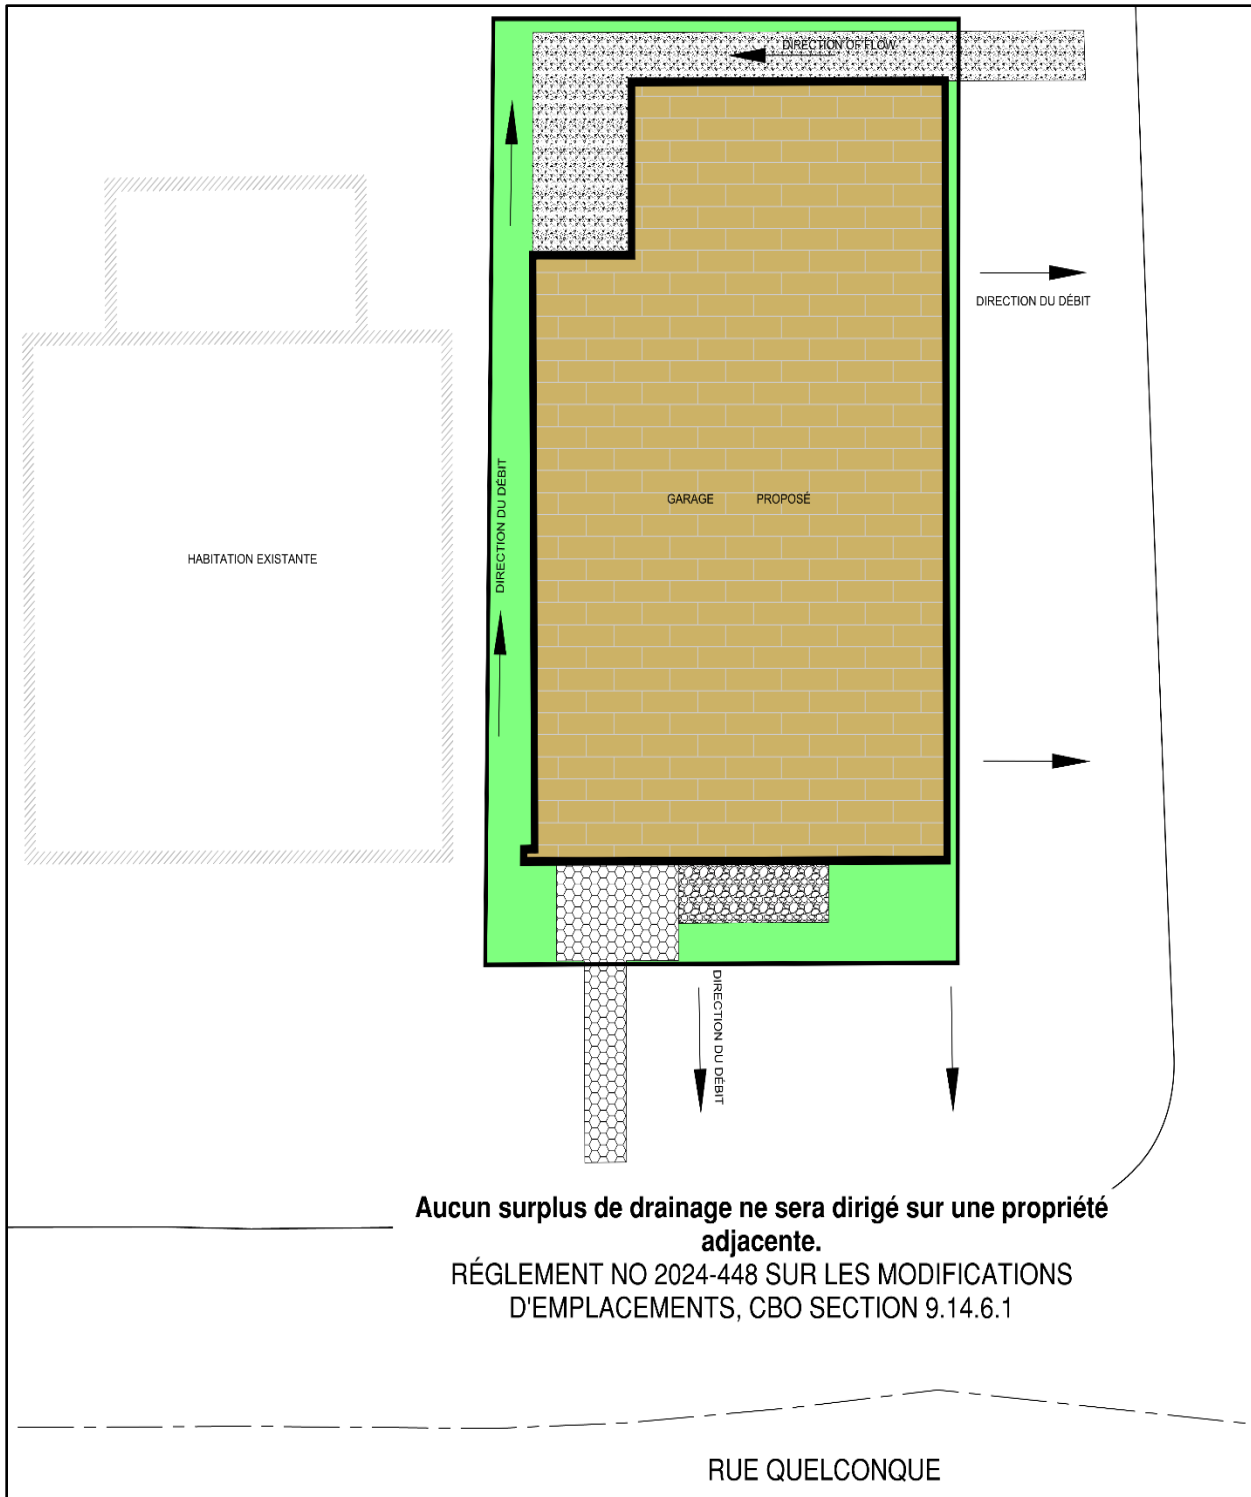 DIRECTION OF FLOW
DIRECTION DU DÉBIT
DIRECTION DU DÉBIT
GARAGE PROPOSÉ
HABITATION EXISTANTE
DIRECTION DU DÉBIT
Aucun surplus de drainage ne sera dirigé sur une propriété
adjacente.
RÉGLEMENT NO 2024-448 SUR LES MODIFICATIONS
D'EMPLACEMENTS, CBO SECTION 9.14.6.1
RUE QUELCONQUE